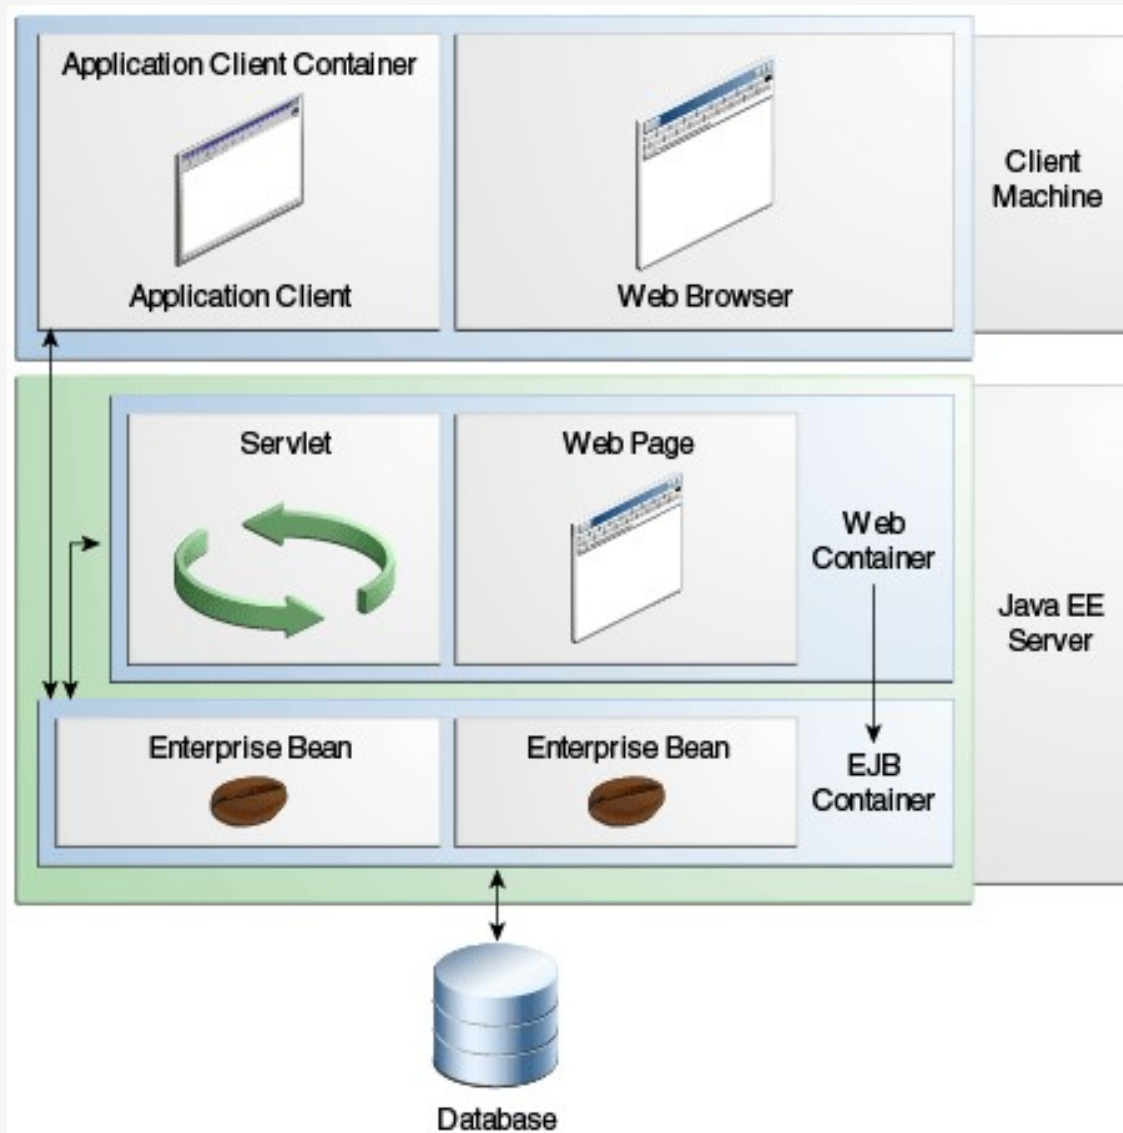 Application Client Container
Application Client
Web Browser
Client
Machine
Servlet
Web Page
Web
Container
Java EE
Server
Enterprise Bean
Enterprise Bean
EJB
Container
Database